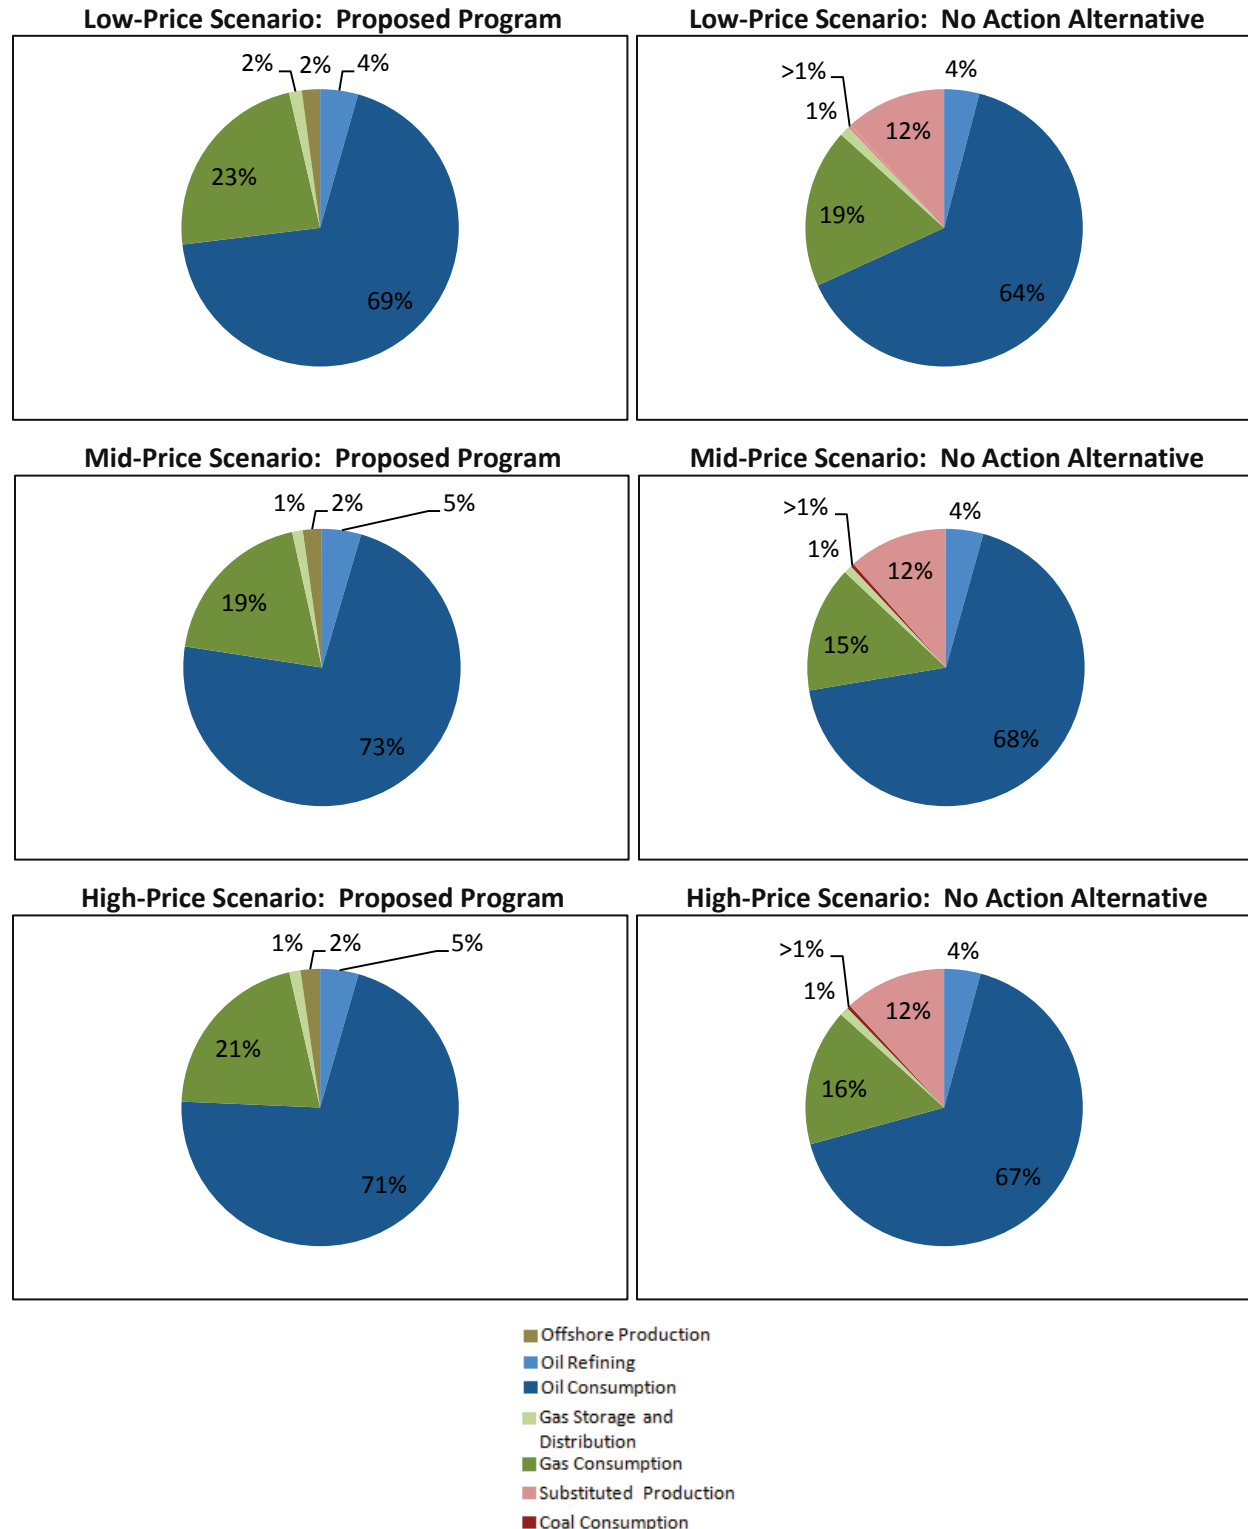 Low-Price Scenario: Proposed Program
2% 2% 4%
23%
69%
Low-Price Scenario: No Action Alternative
>1% 4%
1%
12%
19%
64%
Mid-Price Scenario: Proposed Program
1% 2% 5%
19%
73%
Mid-Price Scenario: No Action Alternative
>1% 4%
1%
12%
15%
68%
High-Price Scenario: Proposed Program
1% 2% 5%
21%
71%
High-Price Scenario: No Action Alternative
>1% 4%
1%
12%
16%
67%
Offshore Production
Oil Refining
Oil Consumption
Gas Storage and
Distribution
Gas Consumption
Substituted Production
Coal Consumption